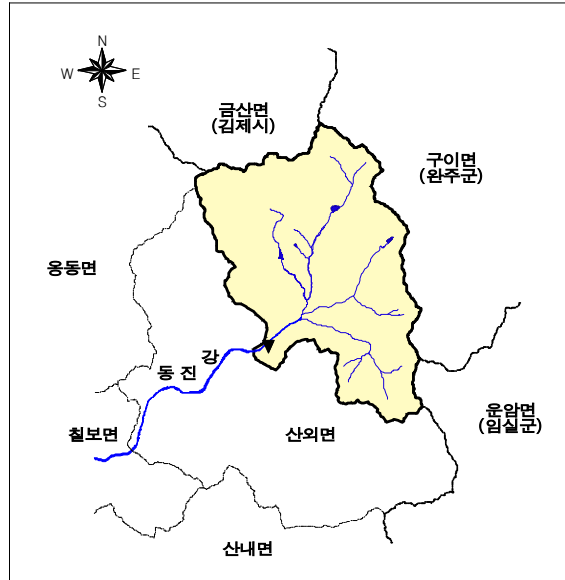 N
W E
S
금산면
(김제시)
구이면
(완주군)
옹동면
동진강
칠보면
산외면
운암면
(임실군)
산내면